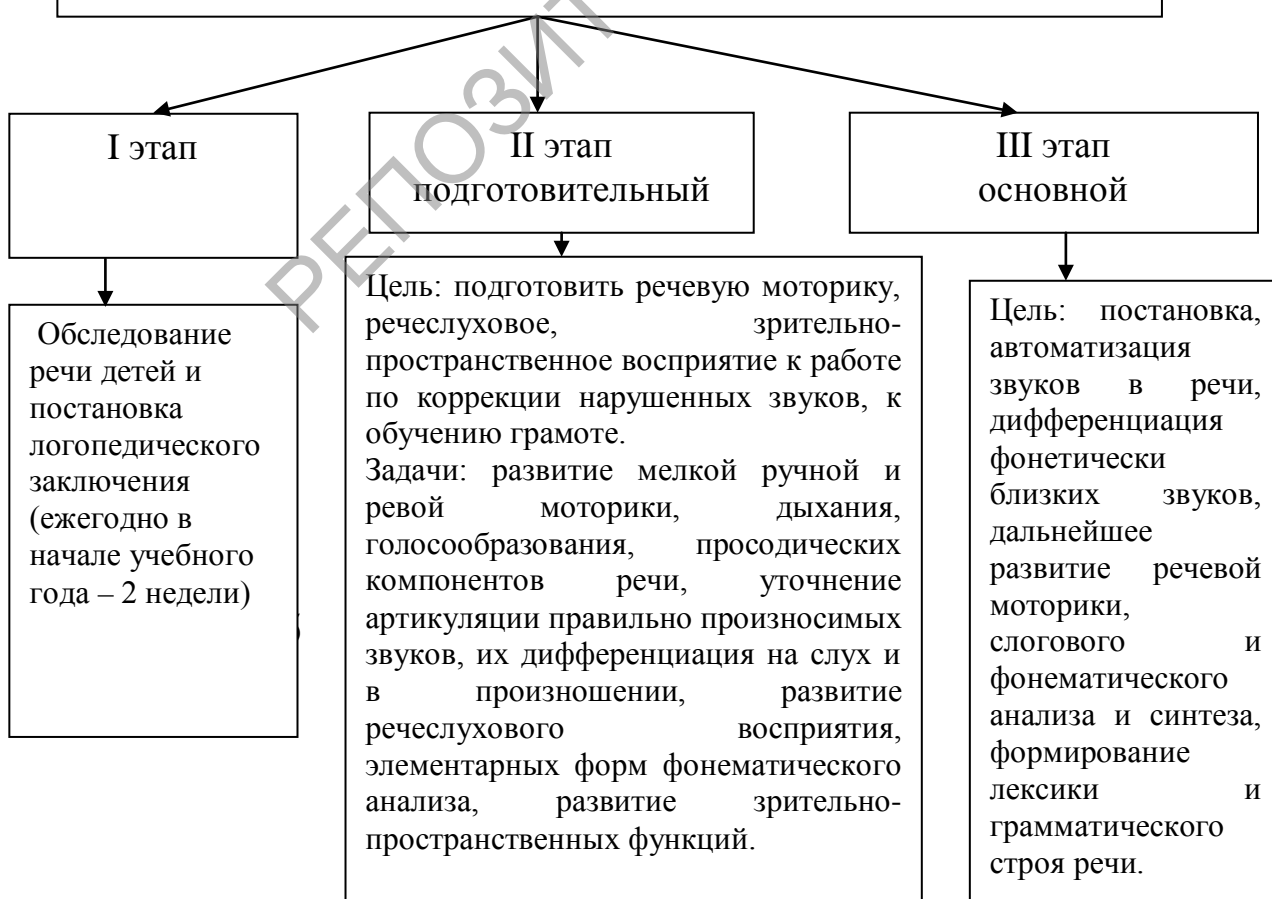 РЕПОЗИТ
I этап
II этап
подготовительный
III этап
основной
Обследование
речи детей и
постановка
логопедического
заключения
(ежегодно в
начале учебного
года – 2 недели)
Цель: подготовить речевую моторику,
речеслуховое, зрительно-
пространственное восприятие к работе
по коррекции нарушенных звуков, к
обучению грамоте.
Задачи: развитие мелкой ручной и
ревой моторики, дыхания,
голосообразования, просодических
компонентов речи, уточнение
артикуляции правильно произносимых
звуков, их дифференциация на слух и
в произношении, развитие
речеслухового восприятия,
элементарных форм фонематического
анализа, развитие зрительно-
пространственных функций.
Цель: постановка,
автоматизация
звуков в речи,
дифференциация
фонетически
близких звуков,
дальнейшее
развитие речевой
моторики,
слогового и
фонематического
анализа и синтеза,
формирование
лексики и
грамматического
строя речи.